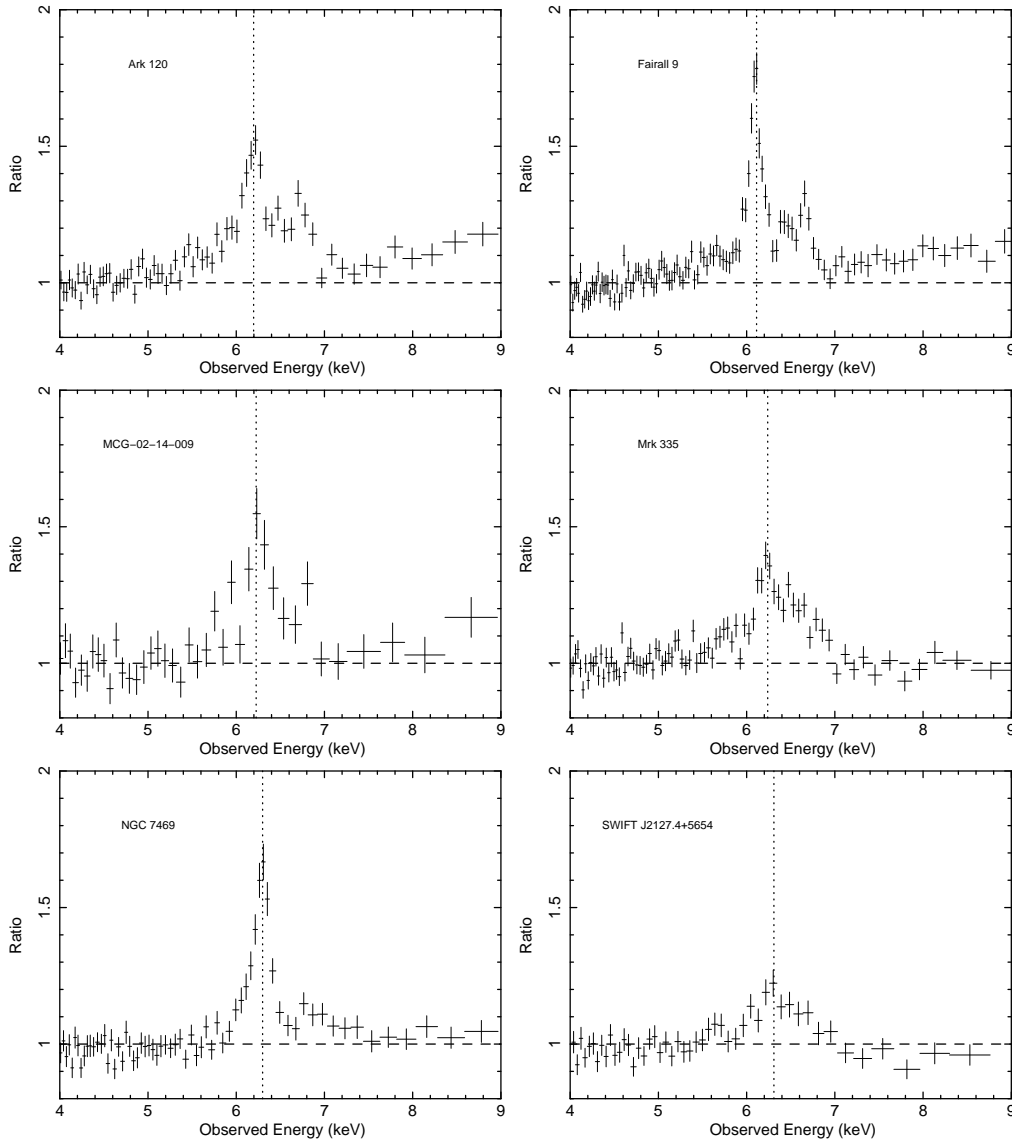 2
1.5
1
Ratio
Ark 120
4 5 6 7 8 9
Observed Energy (keV)
2
1.5
1
Ratio
Fairall 9
4 5 6 7 8 9
Observed Energy (keV)
2
1.5
1
Ratio
MCG−02−14−009
4 5 6 7 8 9
Observed Energy (keV)
2
1.5
1
Ratio
Mrk 335
4 5 6 7 8 9
Observed Energy (keV)
2
1.5
1
Ratio
NGC 7469
4 5 6 7 8 9
Observed Energy (keV)
2
1.5
1
Ratio
SWIFT J2127.4+5654
4 5 6 7 8 9
Observed Energy (keV)